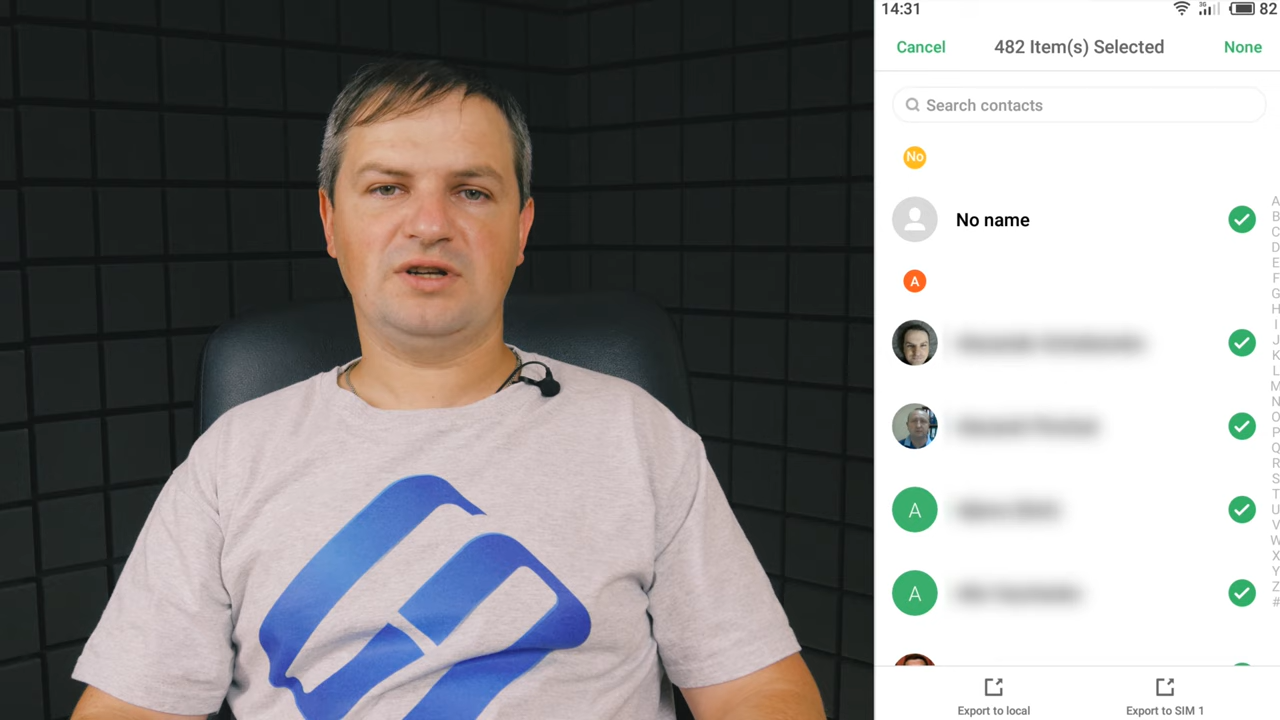 14:31
3G
82
Cancel
482 Item(s) Selected
None
Search contacts
No
No name
A
A
A
A
B
C
D
E
F
G
H
I
J
K
L
M
N
O
P
Q
R
S
T
U
V
W
X
Y
Z
#
Export to local
Export to SIM 1